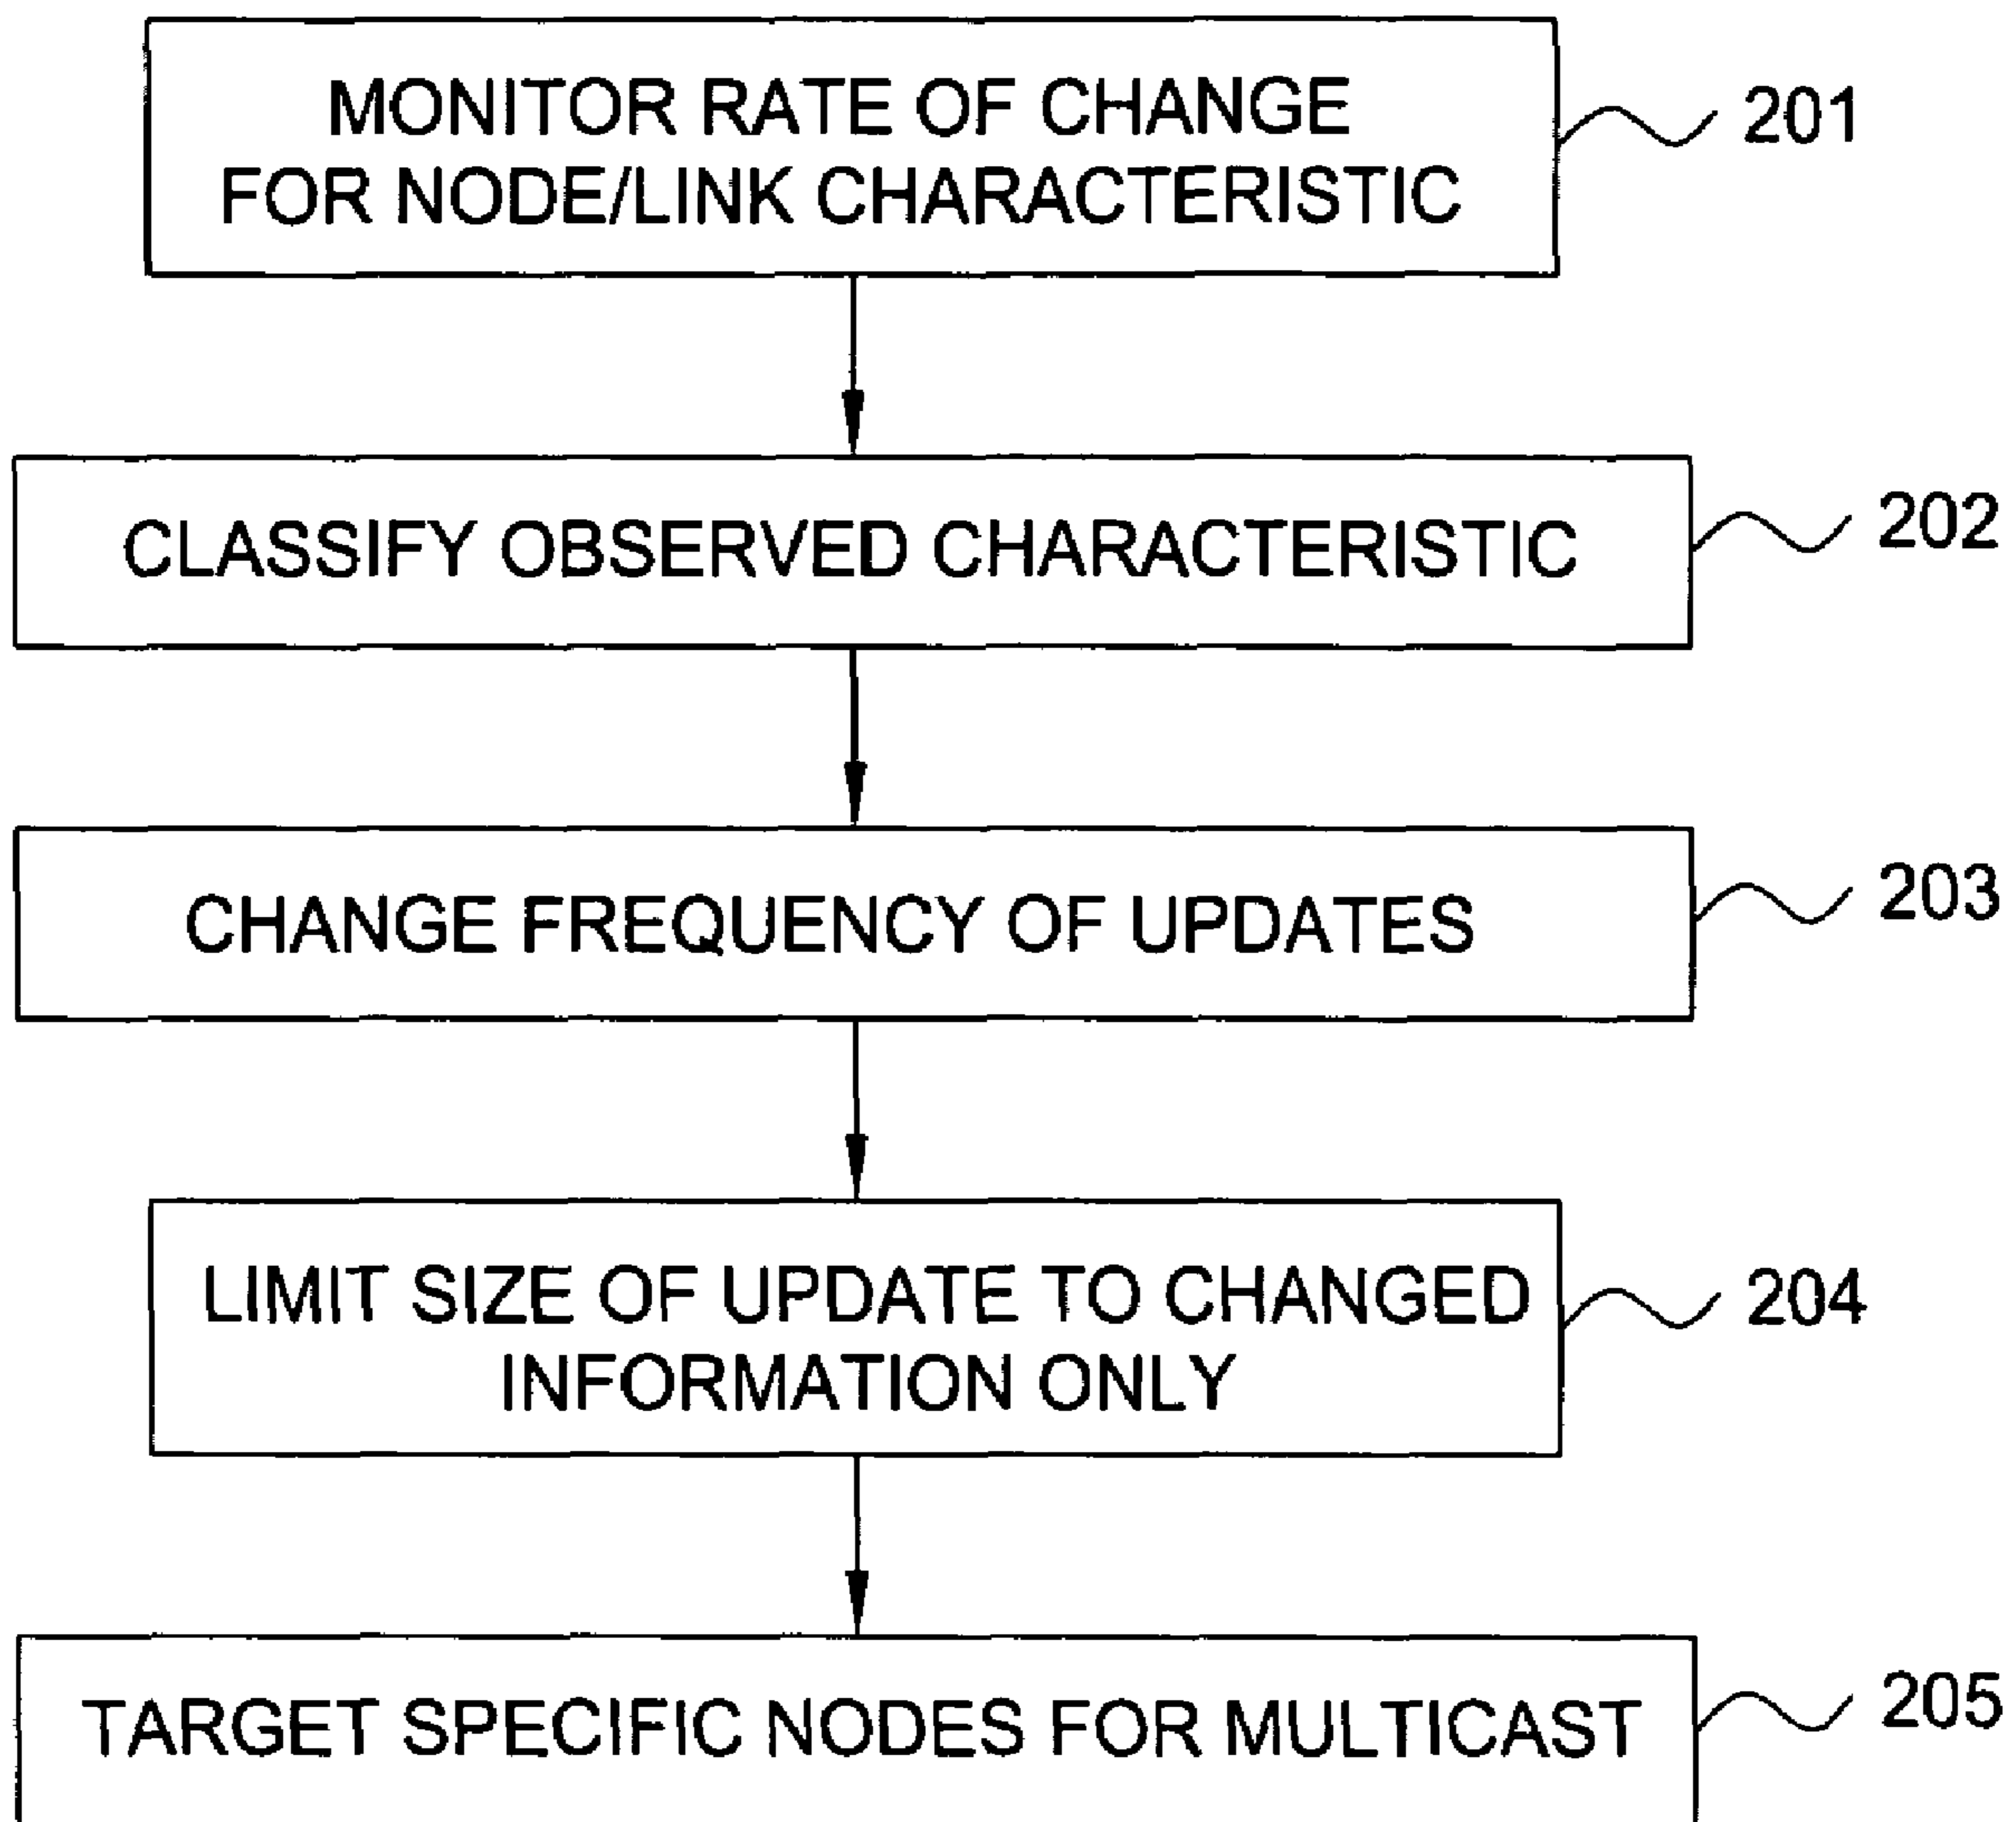 MONITOR RATE OF CHANGE
FOR NODE/LINK CHARACTERISTIC
201
CLASSIFY OBSERVED CHARACTERISTIC
202
CHANGE FREQUENCY OF UPDATES
203
LIMIT SIZE OF UPDATE TO CHANGED
INFORMATION ONLY
204
TARGET SPECIFIC NODES FOR MULTICAST
205